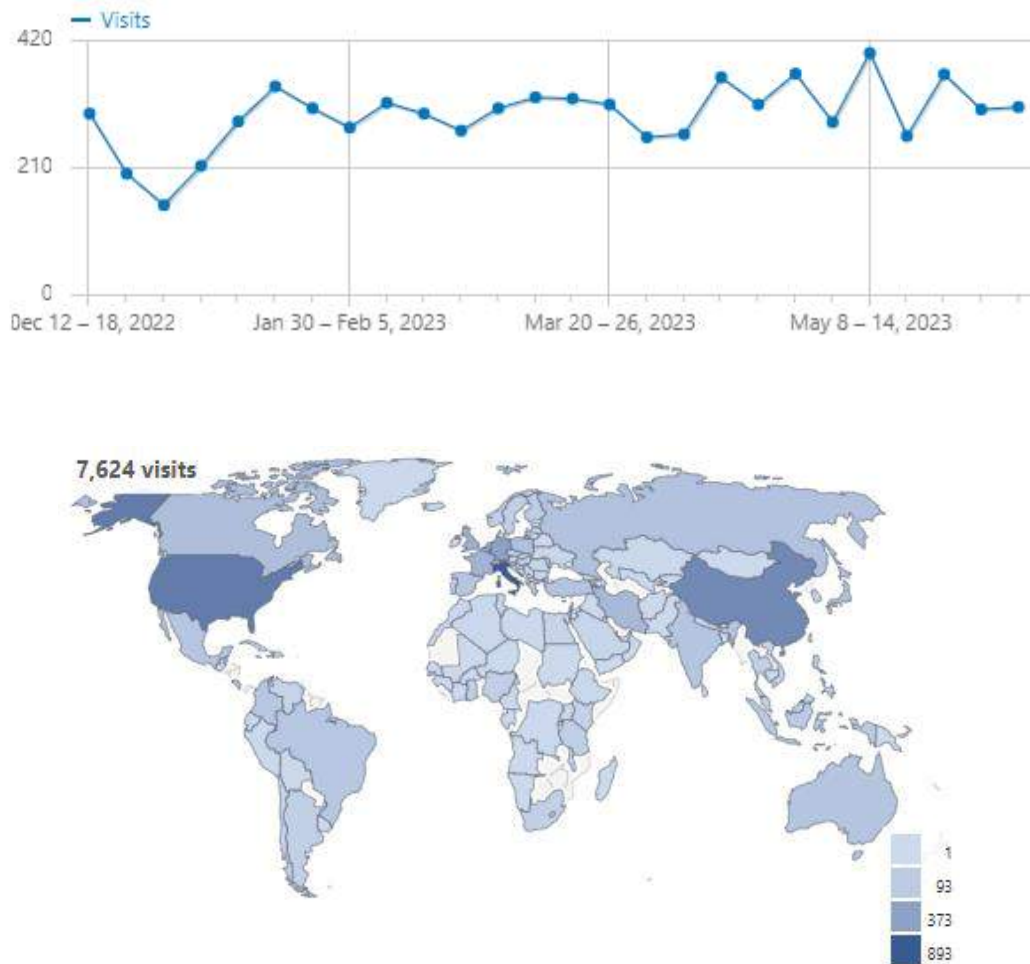 Visits
420
210
0
Dec 12 – 18, 2022
Jan 30 – Feb 5, 2023
Mar 20 – 26, 2023
May 8 – 14, 2023
7,624 visits
1
93
373
893